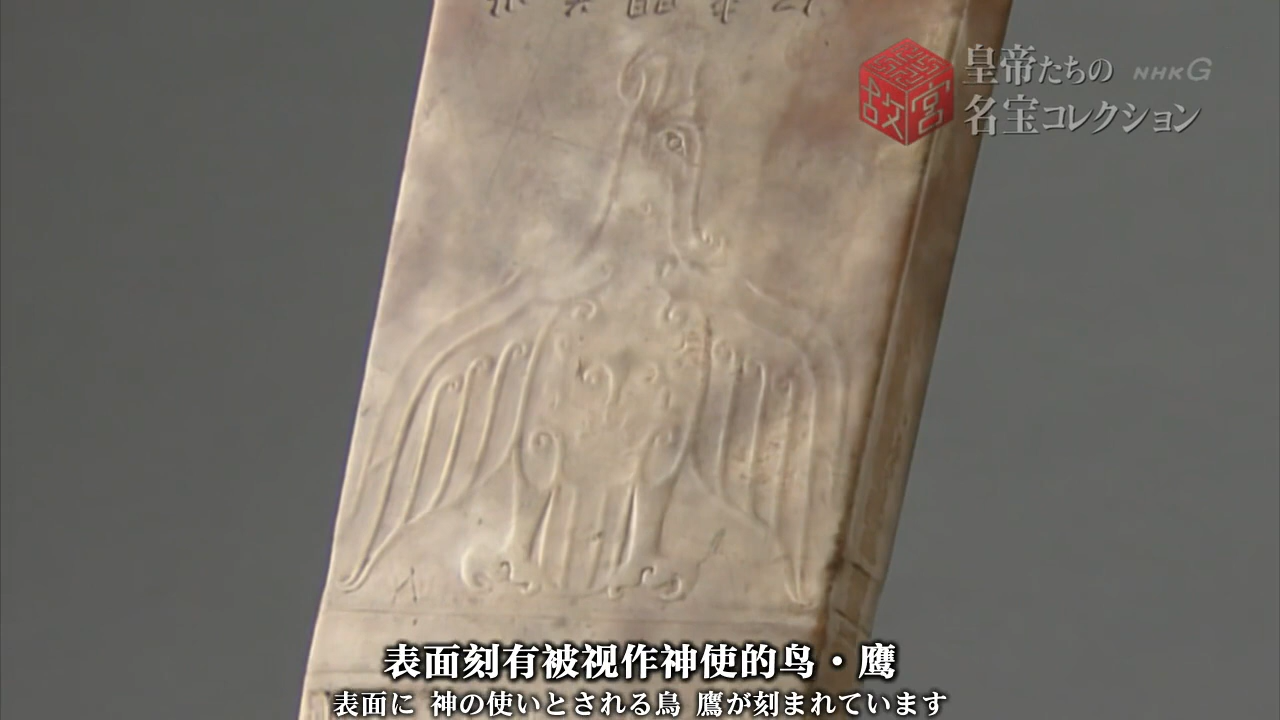 故宮
皇帝たちの
名宝コレクション
NHKG
表面刻有被视作神使的鸟・鹰
表面に 神の使いとされる鳥 鷹が刻まれています